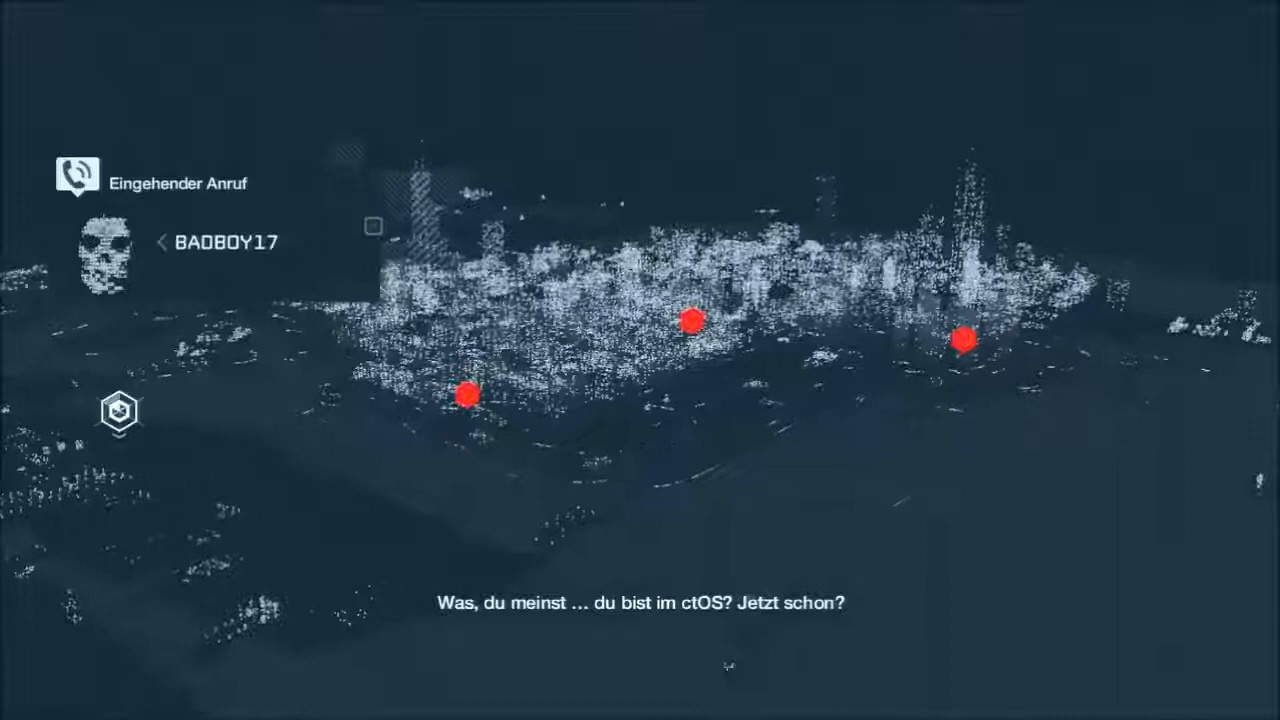 Eingehender Anruf
BADBOY17
Was, du meinst ... du bist im ctOS? Jetzt schon?